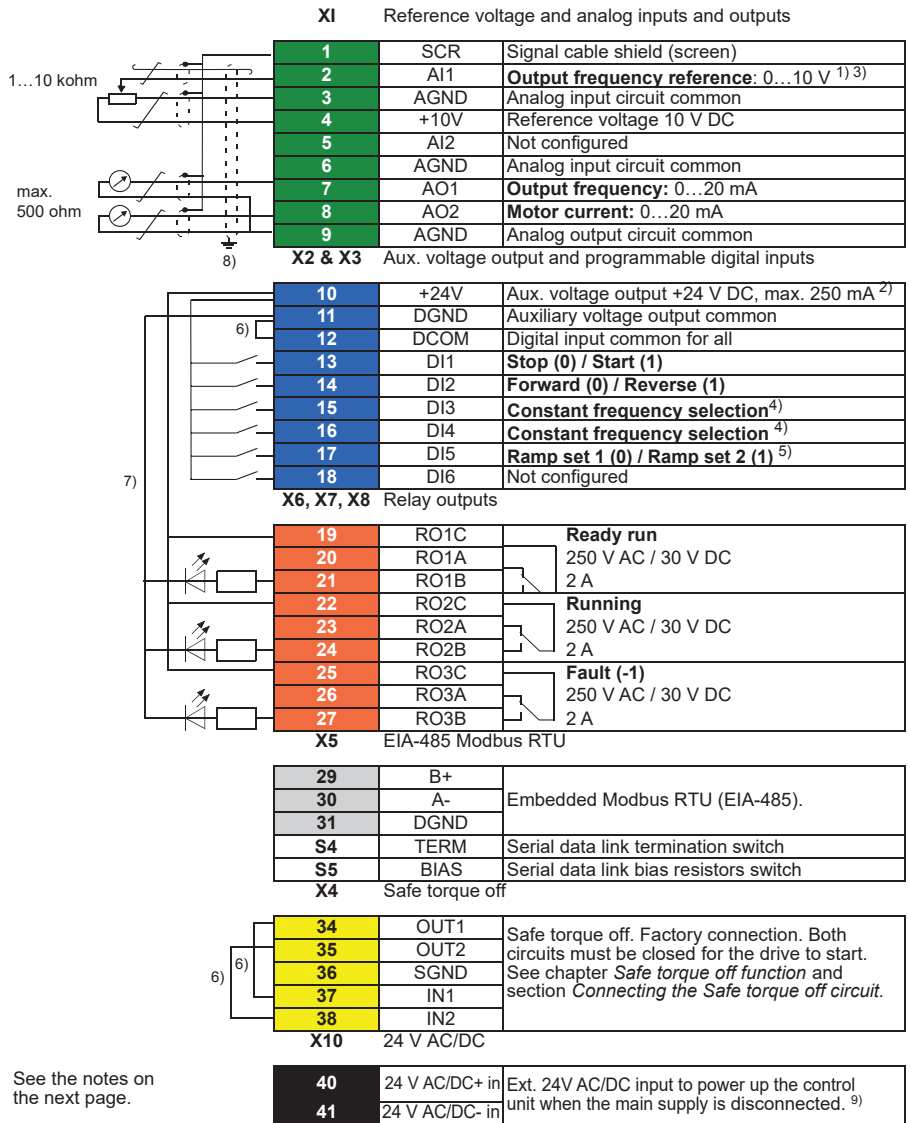 XI Reference voltage and analog inputs and outputs
1 SCR Signal cable shield (screen)
1…10 kohm
2 AI1 Output frequency reference: 0…10 V 1) 3)
3 AGND Analog input circuit common
4 +10V Reference voltage 10 V DC
5 AI2 Not configured
6 AGND Analog input circuit common
max.
500 ohm
7 AO1 Output frequency: 0…20 mA
8 AO2 Motor current: 0…20 mA
9 AGND Analog output circuit common
8)
X2 & X3 Aux. voltage output and programmable digital inputs
10 +24V Aux. voltage output +24 V DC, max. 250 mA 2)
11 DGND Auxiliary voltage output common
6)
12 DCOM Digital input common for all
13 DI1 Stop (0) / Start (1)
14 DI2 Forward (0) / Reverse (1)
15 DI3 Constant frequency selection4)
16 DI4 Constant frequency selection 4)
17 DI5 Ramp set 1 (0) / Ramp set 2 (1) 5)
7)
18 DI6 Not configured
X6, X7, X8 Relay outputs
19 RO1C Ready run
20 RO1A 250 V AC / 30 V DC
21 RO1B 2 A
22 RO2C Running
23 RO2A 250 V AC / 30 V DC
24 RO2B 2 A
25 RO3C Fault (-1)
26 RO3A 250 V AC / 30 V DC
27 RO3B 2 A
X5 EIA-485 Modbus RTU
29 B+
30 A- Embedded Modbus RTU (EIA-485).
31 DGND
S4 TERM Serial data link termination switch
S5 BIAS Serial data link bias resistors switch
X4 Safe torque off
34 OUT1
35 OUT2
36 SGND
37 IN1
38 IN2
Safe torque off. Factory connection. Both
circuits must be closed for the drive to start.
See chapter Safe torque off function and
section Connecting the Safe torque off circuit.
6) 6)
X10 24 V AC/DC
See the notes on
the next page.
40 24 V AC/DC+ in
41 24 V AC/DC- in
Ext. 24V AC/DC input to power up the control
unit when the main supply is disconnected. 9)